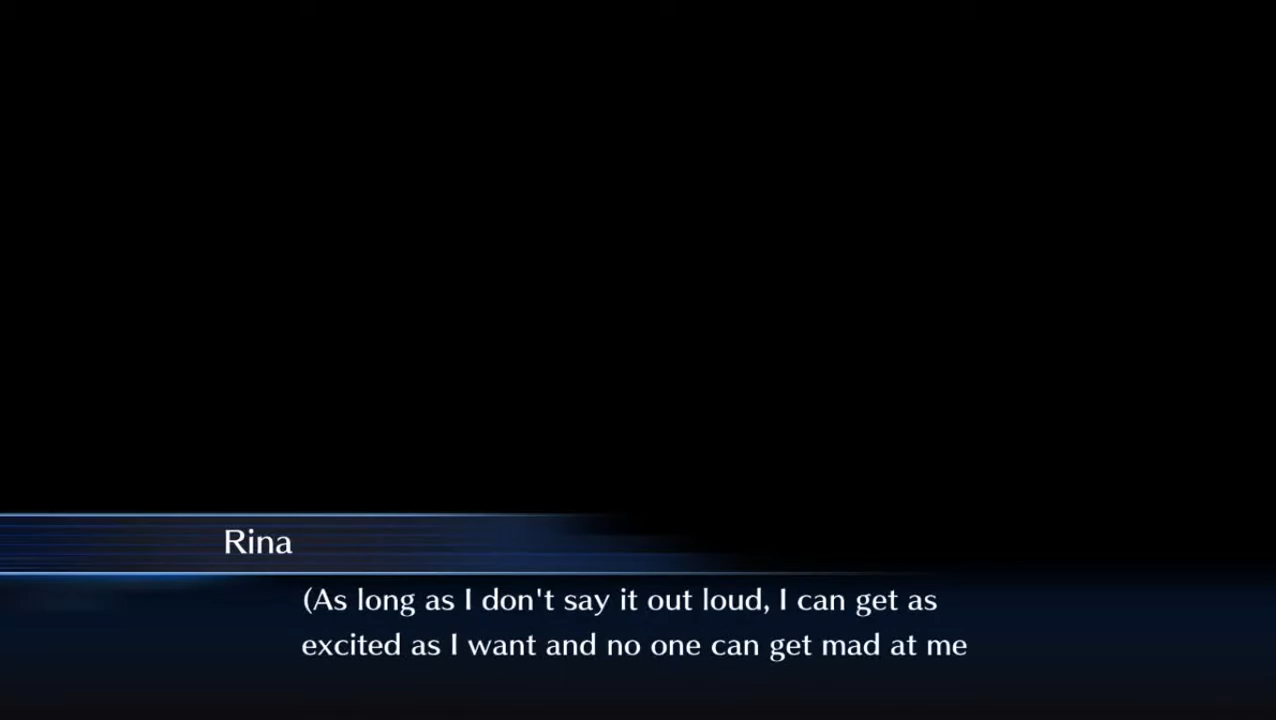 Rina
(As long as I don't say it out loud, I can get as
excited as I want and no one can get mad at me